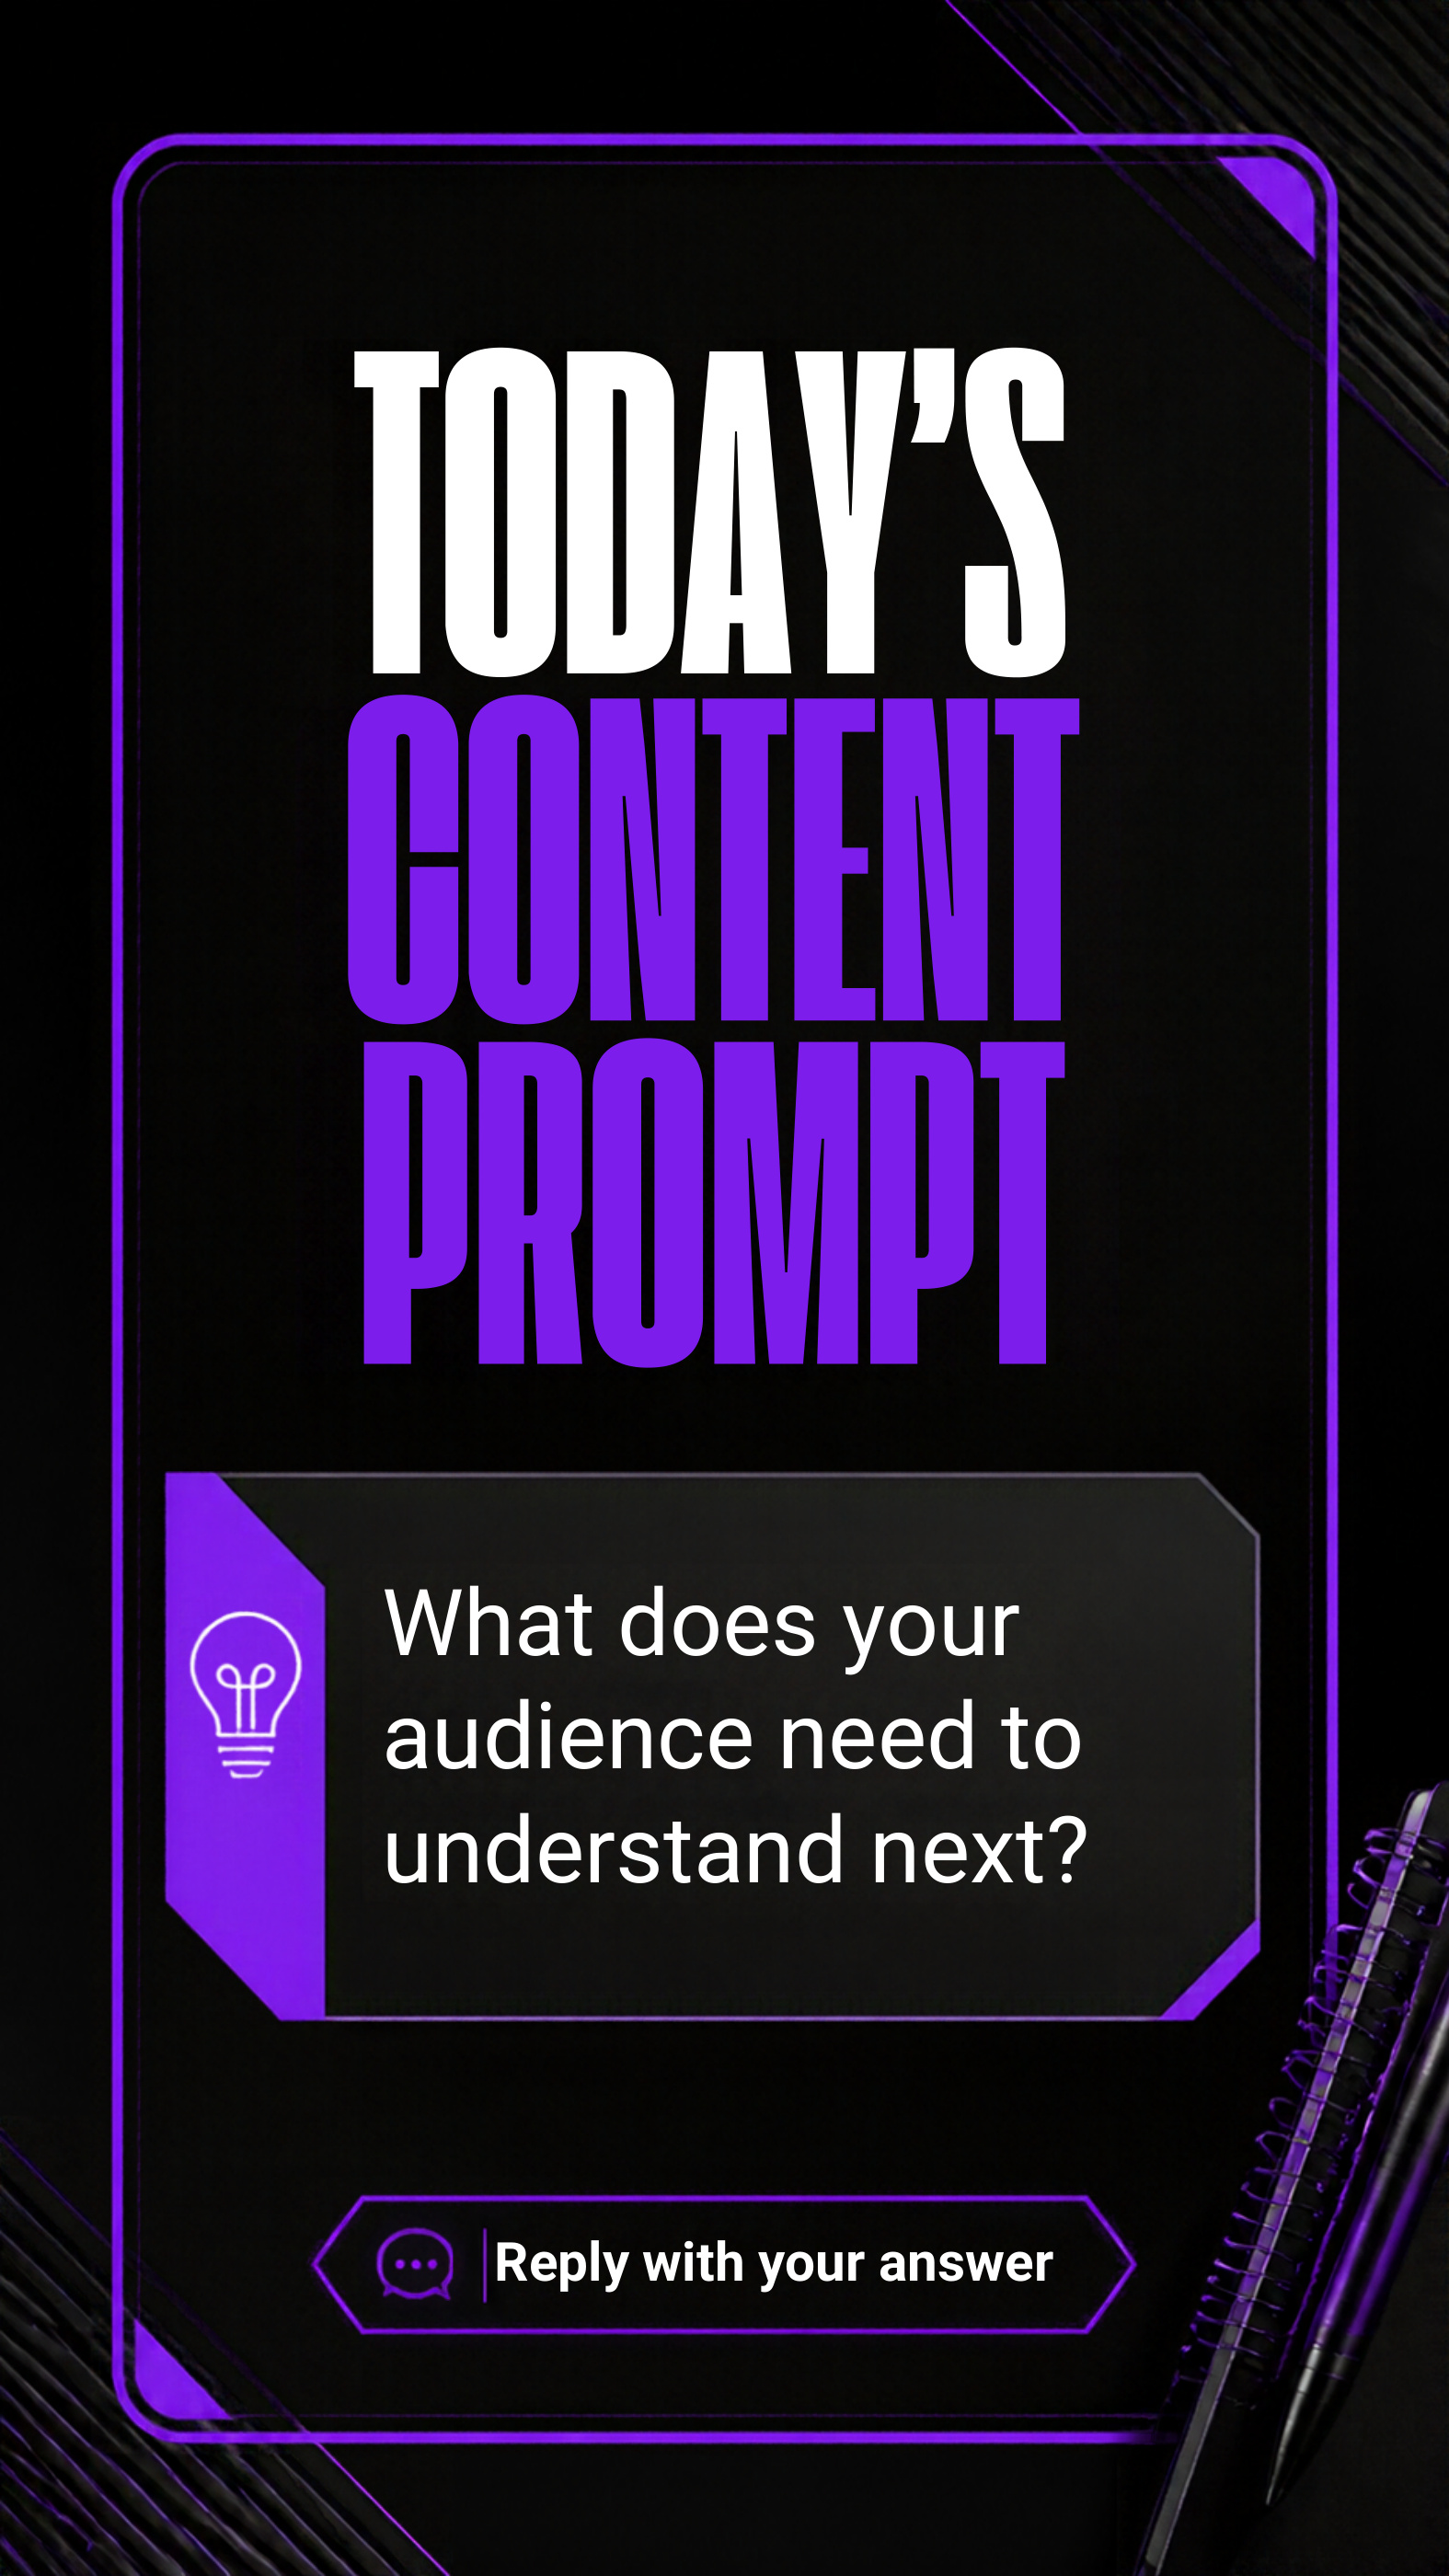 TODAY’S
CONTENT
PROMPT
What does your
audience need to
understand next?
Reply with your answer